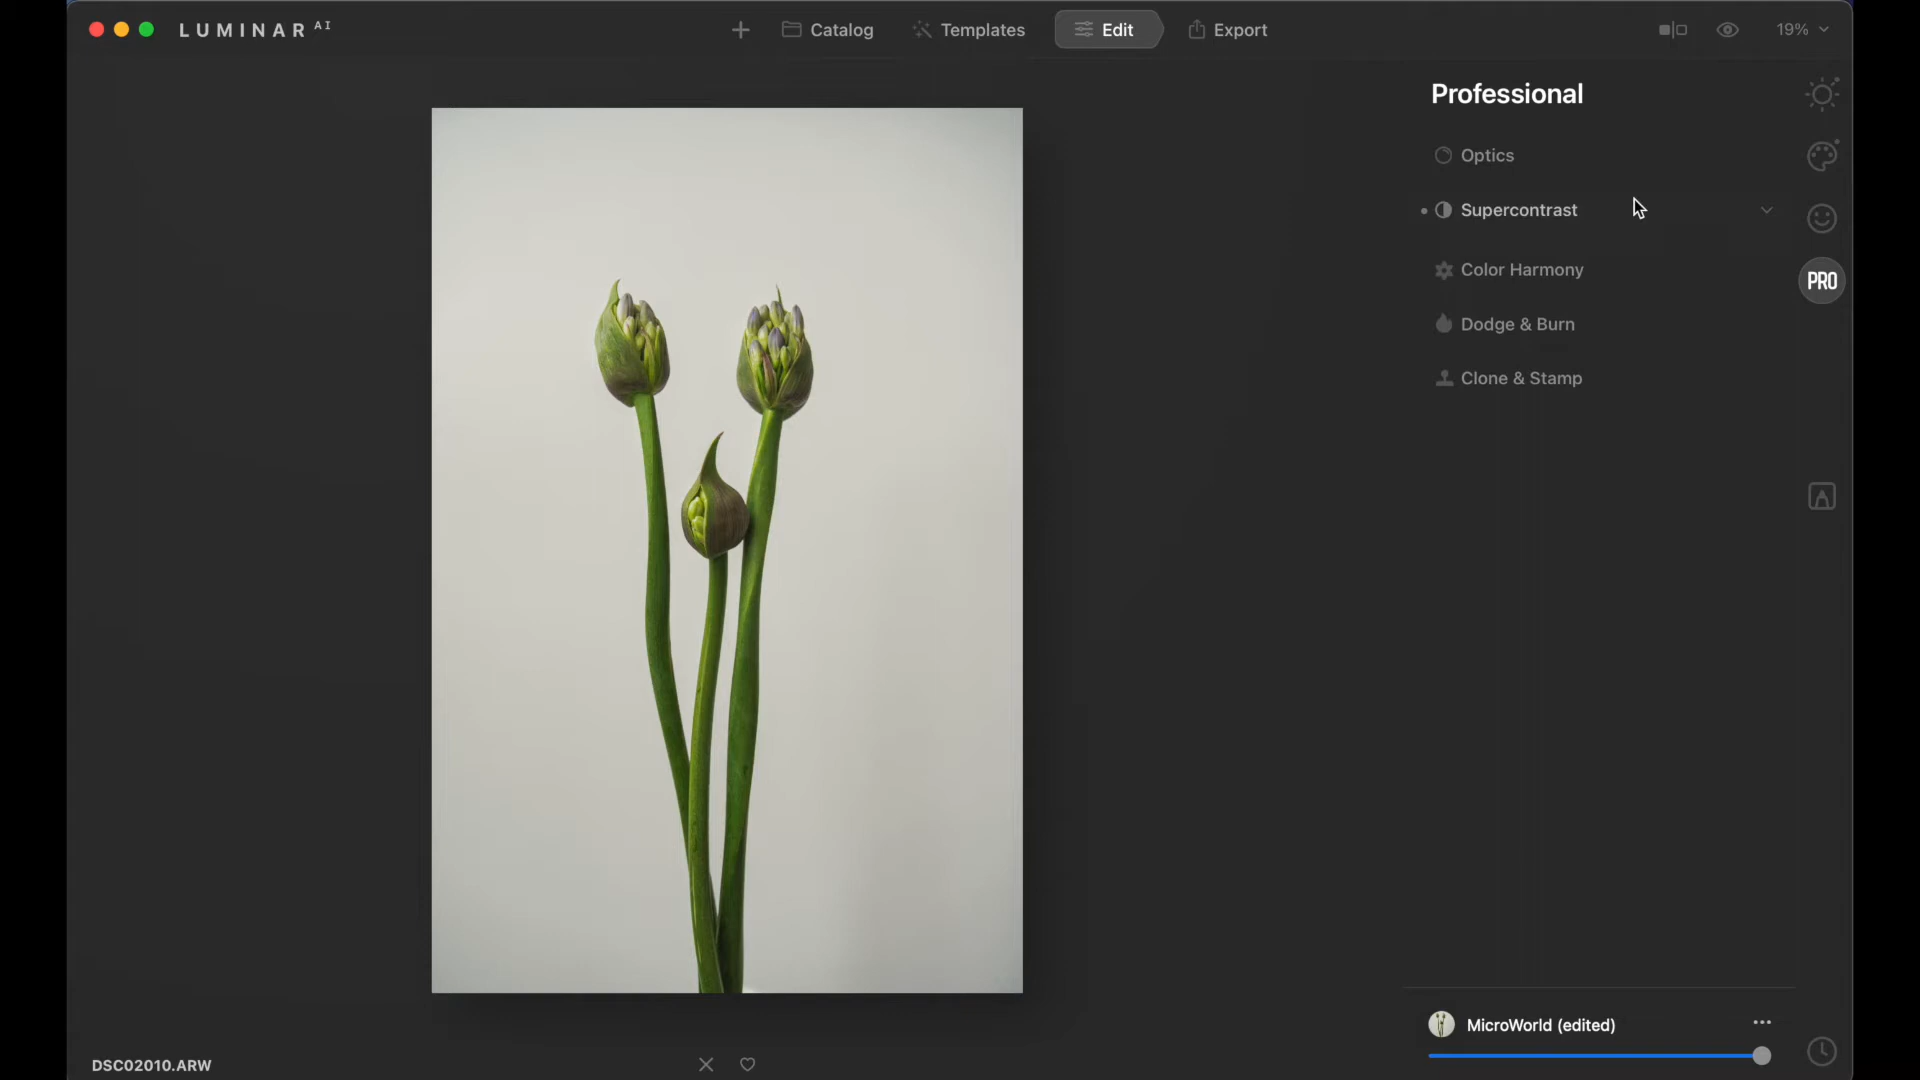 LUMINAR AI
Catalog
Templates
Edit
Export
19%
Professional
Optics
Supercontrast
Color Harmony
Dodge & Burn
Clone & Stamp
PRO
MicroWorld (edited)
DSC02010.ARW